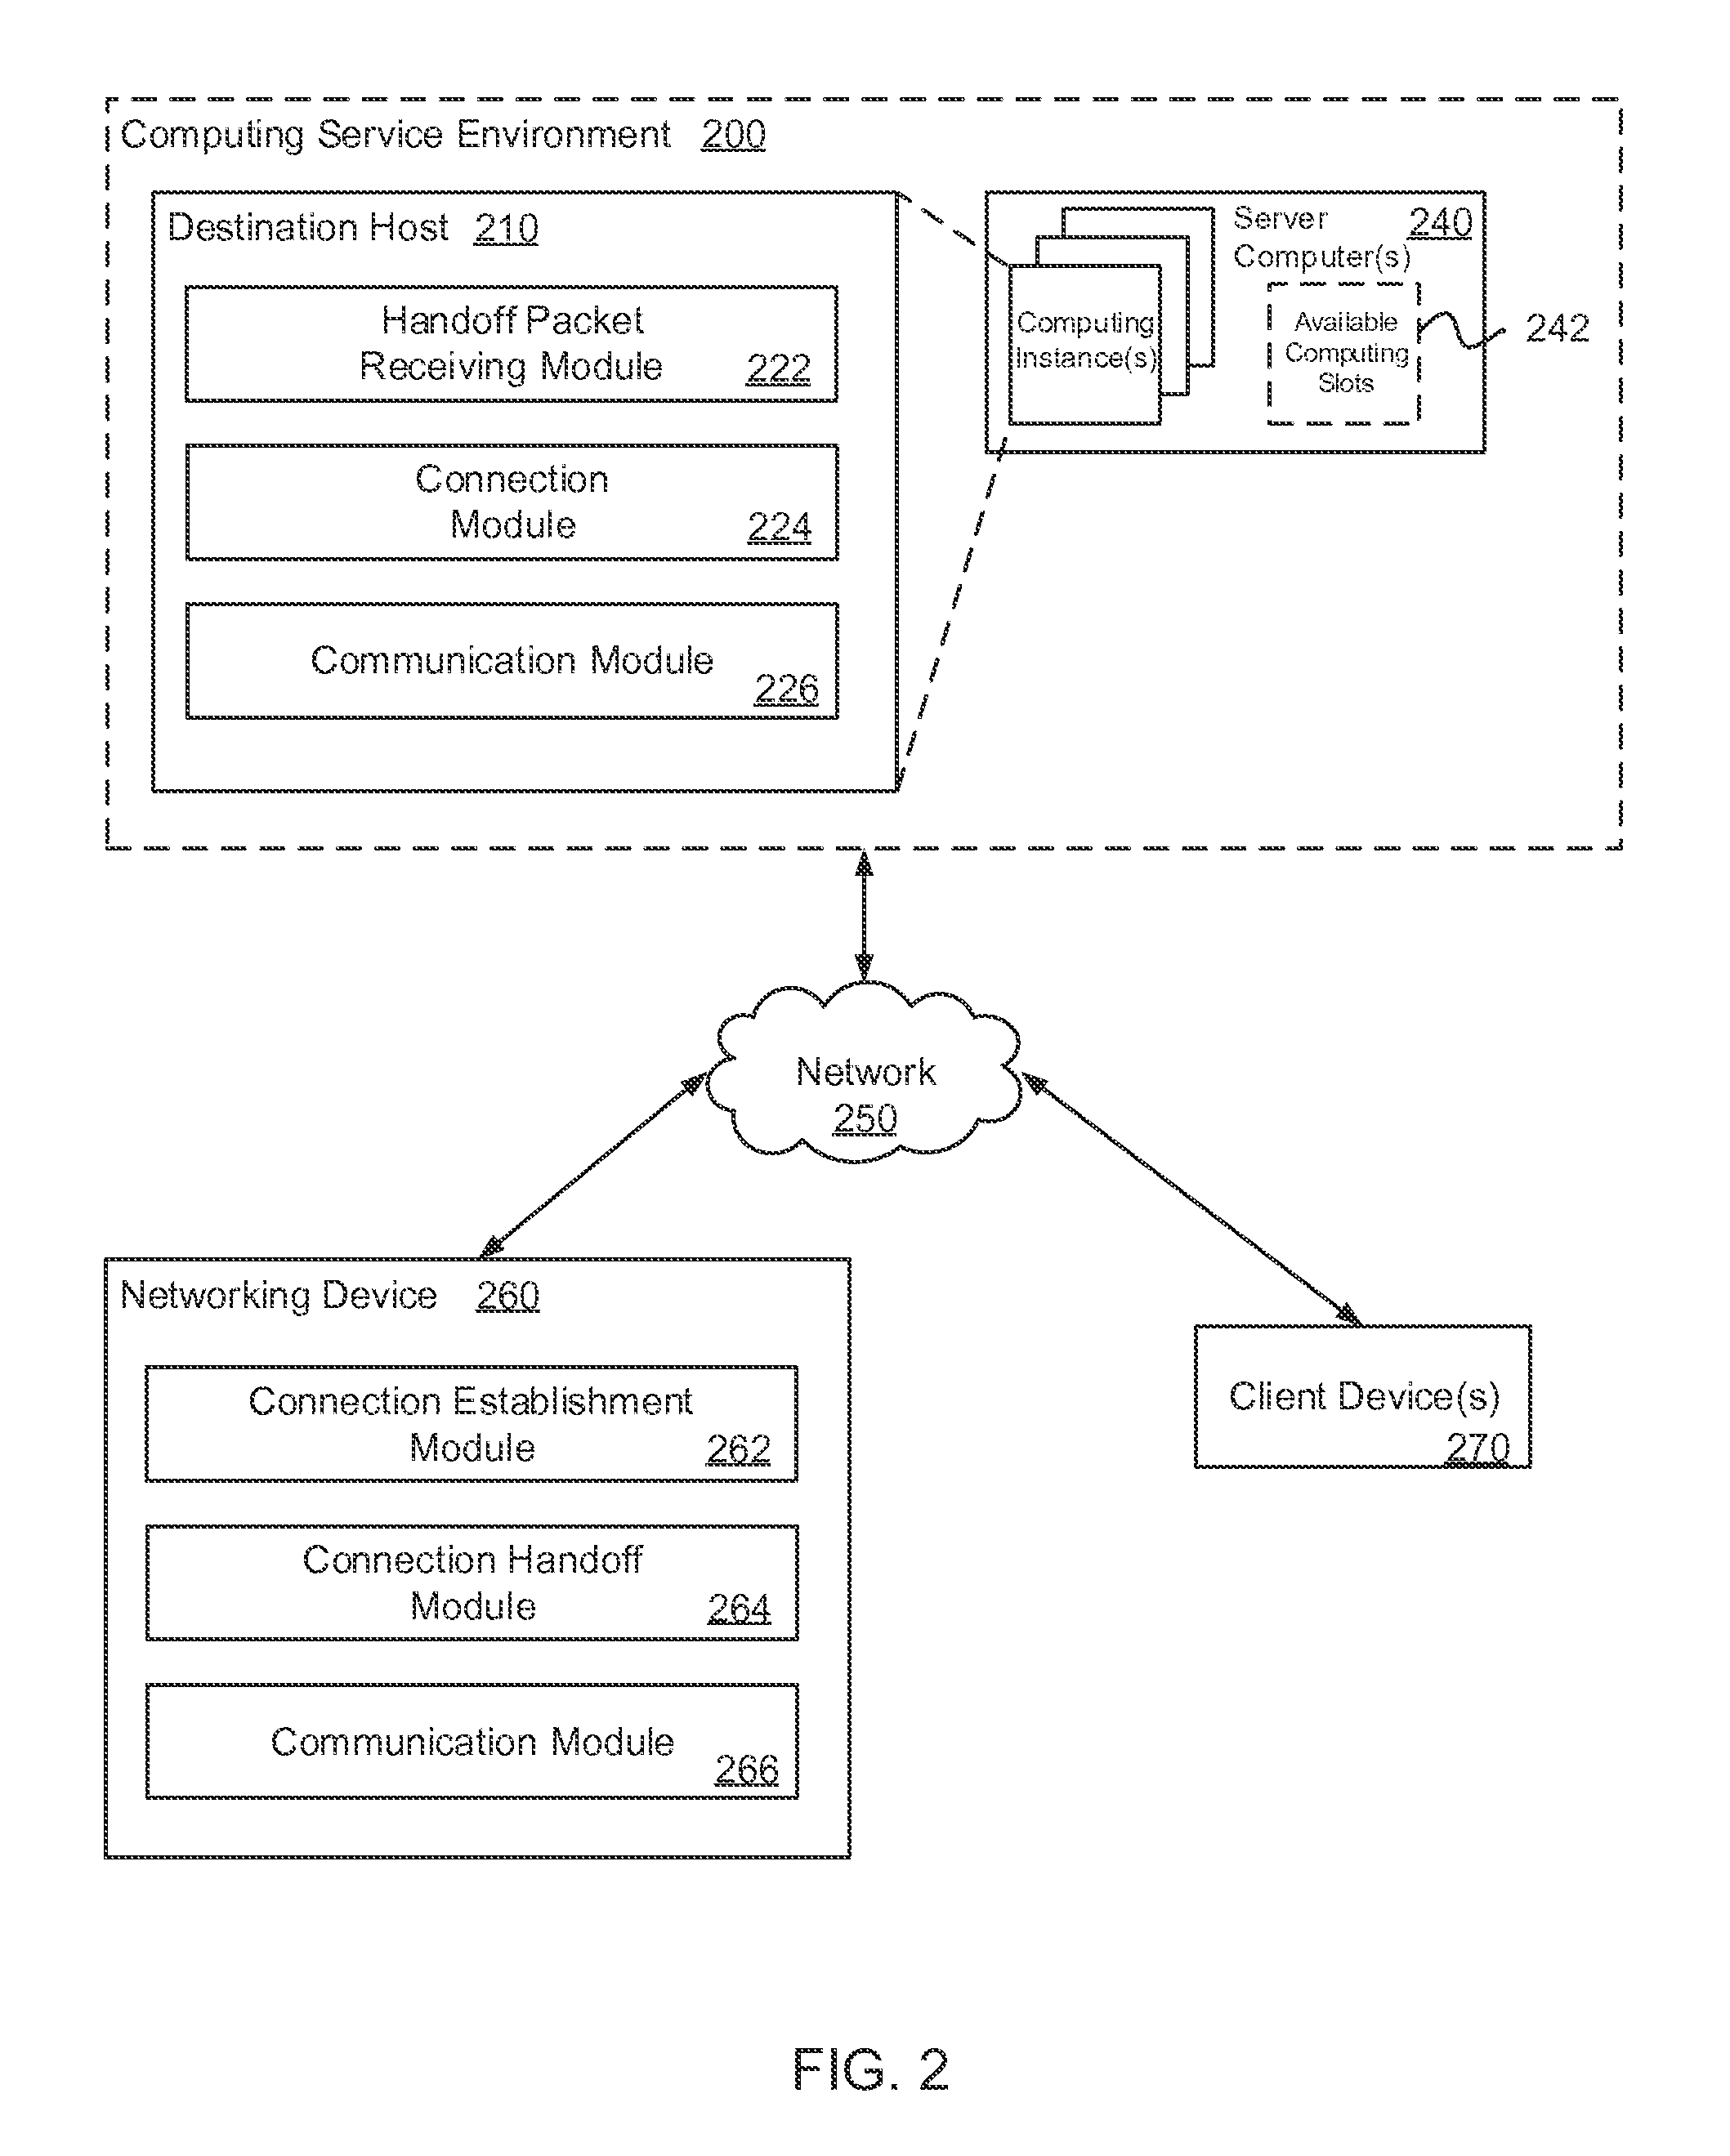 Computing Service Environment 200
Destination Host 210
Handoff Packet
Receiving Module 222
Connection
Module 224
Communication Module
226
Server
Computer(s) 240
Computing
Instance(s)
Available
Computing
Slots
242
Network
250
Networking Device 260
Connection Establishment
Module 262
Connection Handoff
Module 264
Communication Module
266
Client Device(s)
270
FIG. 2